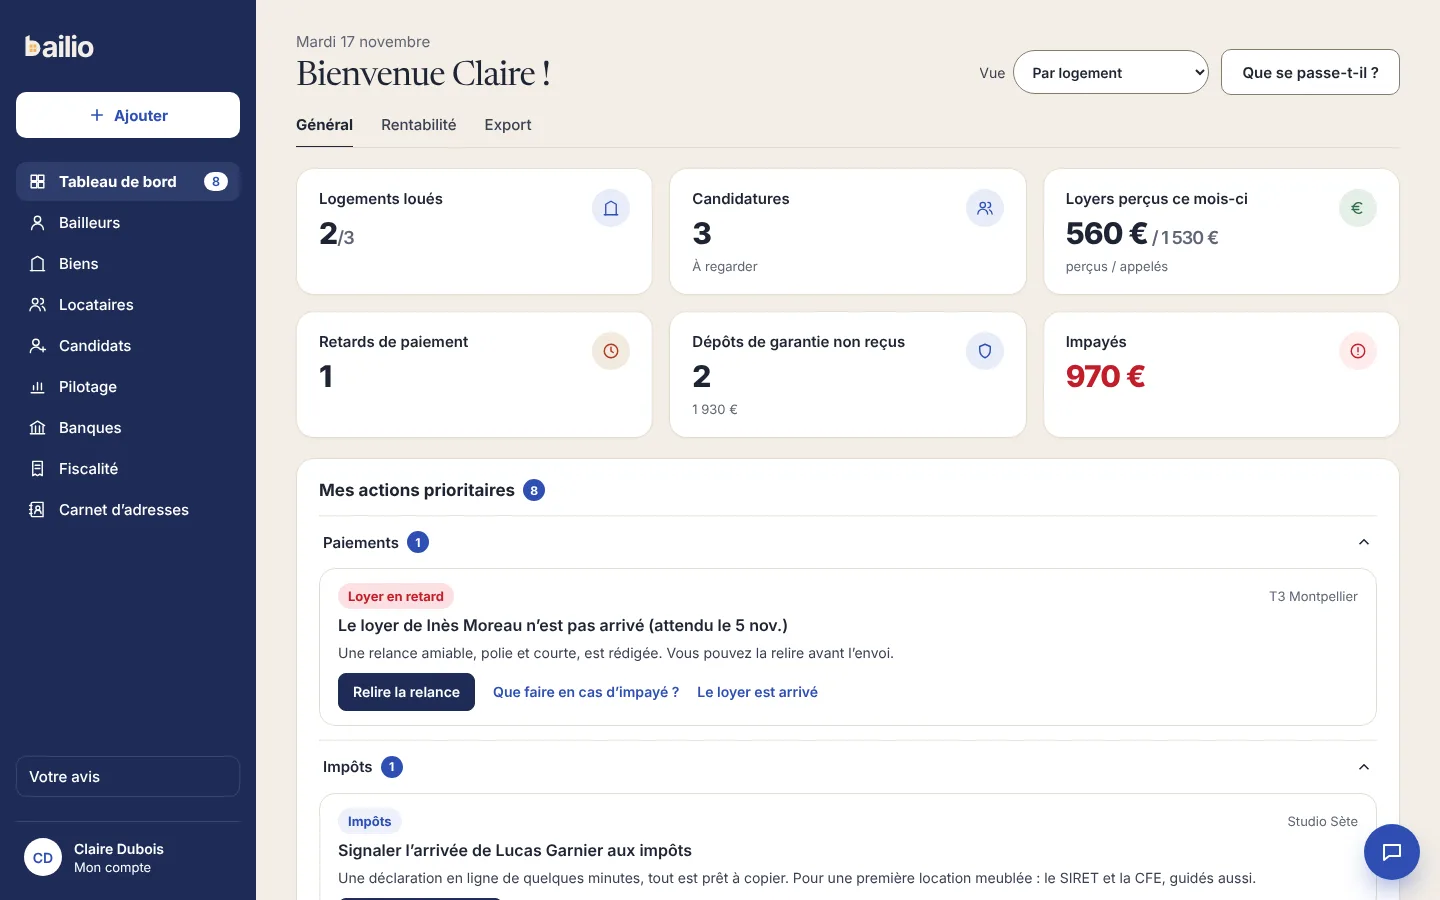 bailio
Ajouter
Tableau de bord 8
Bailleurs
Biens
Locataires
Candidats
Pilotage
Banques
Fiscalité
Carnet d’adresses
Votre avis
CD
Claire Dubois
Mon compte
Mardi 17 novembre
Bienvenue Claire !
Vue Par logement
Que se passe-t-il ?
Général Rentabilité Export
Logements loués
2/3
Candidatures
3
À regarder
Loyers perçus ce mois-ci
560 € / 1 530 €
perçus / appelés
€
Retards de paiement
1
Dépôts de garantie non reçus
2
1 930 €
Impayés
970 €
Mes actions prioritaires 8
Paiements 1
Loyer en retard
T3 Montpellier
Le loyer de Inès Moreau n’est pas arrivé (attendu le 5 nov.)
Une relance amiable, polie et courte, est rédigée. Vous pouvez la relire avant l’envoi.
Relire la relance Que faire en cas d’impayé ? Le loyer est arrivé
Impôts 1
Impôts
Studio Sète
Signaler l’arrivée de Lucas Garnier aux impôts
Une déclaration en ligne de quelques minutes, tout est prêt à copier. Pour une première location meublée : le SIRET et la CFE, guidés aussi.